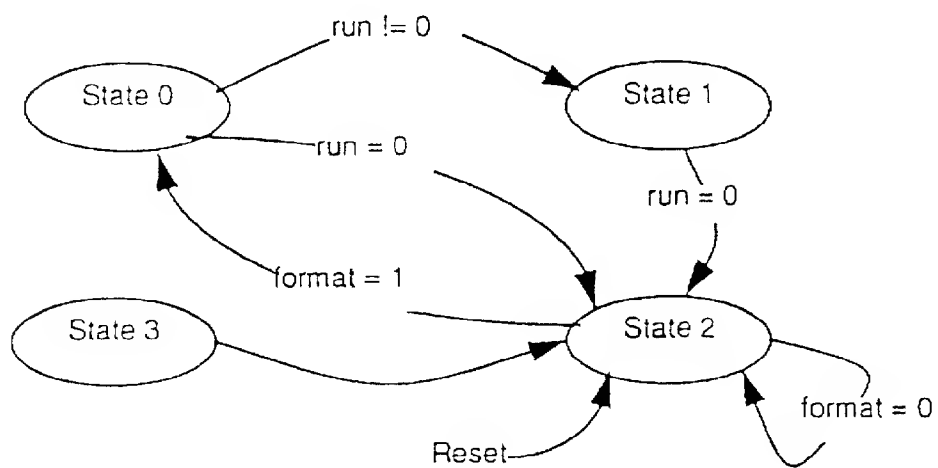 run != 0
State 0
State 1
run = 0
run = 0
format = 1
State 3
State 2
format = 0
Reset